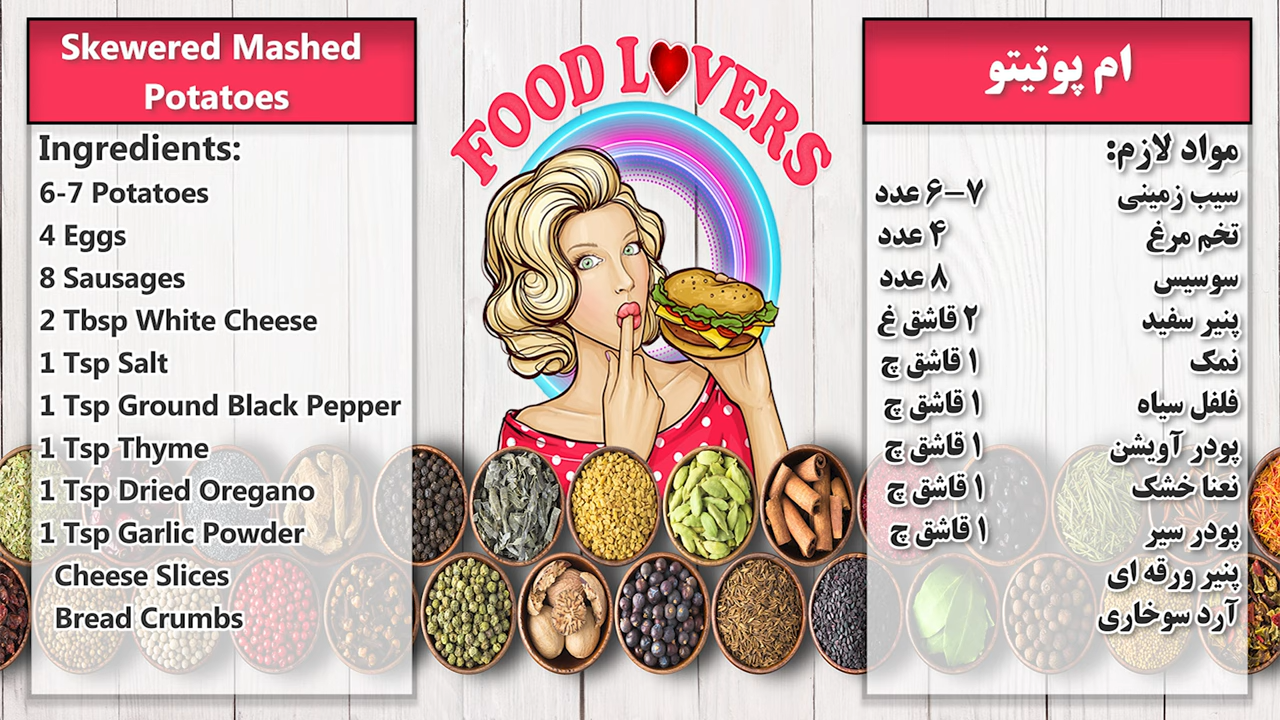 Skewered Mashed
Potatoes
Ingredients:
6-7 Potatoes
4 Eggs
8 Sausages
2 Tbsp White Cheese
1 Tsp Salt
1 Tsp Ground Black Pepper
1 Tsp Thyme
1 Tsp Dried Oregano
1 Tsp Garlic Powder
Cheese Slices
Bread Crumbs
FOOD LOVERS
ام پوتیتو
مواد لازم:
سیب زمینی ۷-۶ عدد
تخم مرغ ۴ عدد
سوسیس ۸ عدد
پنیر سفید ۲ قاشق غ
نمک ۱ قاشق چ
فلفل سیاه ۱ قاشق چ
پودر آویشن ۱ قاشق چ
نعنا خشک ۱ قاشق چ
پودر سیر ۱ قاشق چ
پنیر ورقه ای
آرد سوخاری